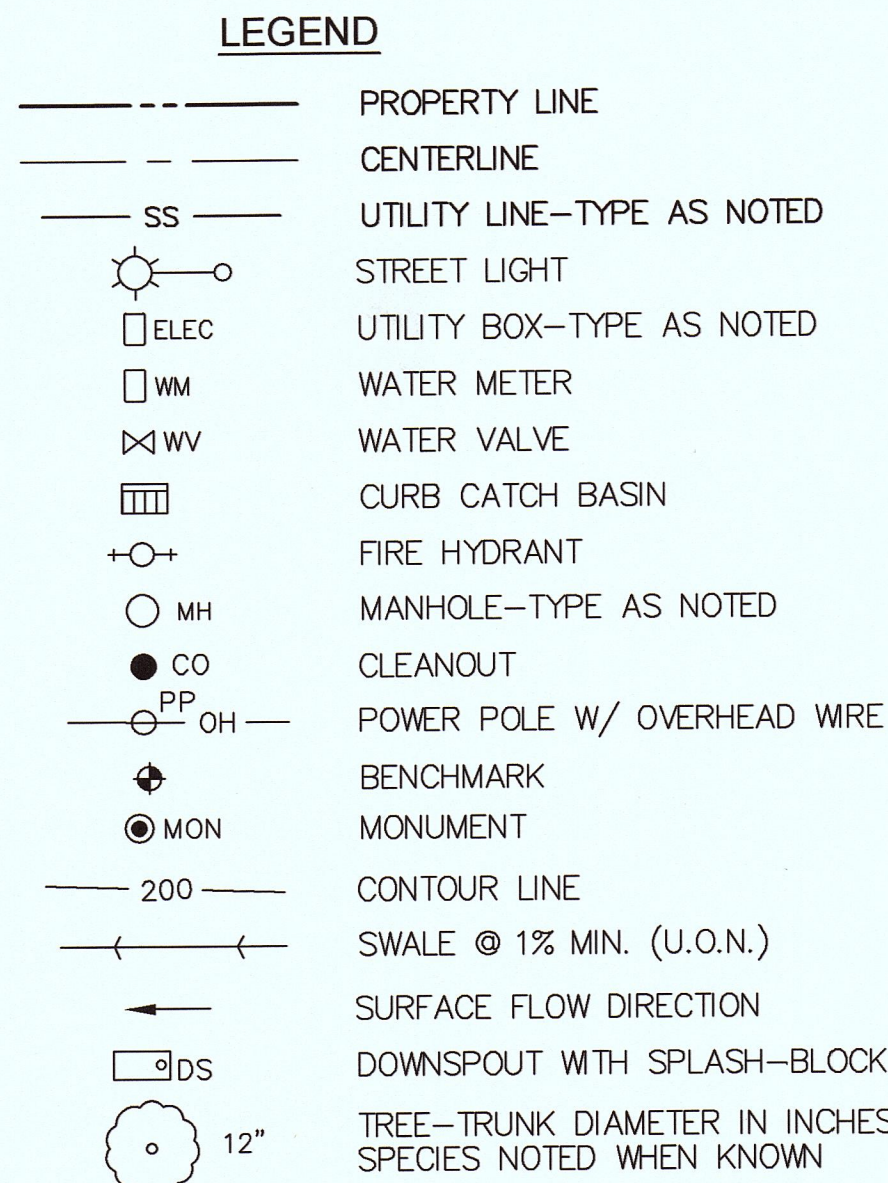 LEGEND
PROPERTY LINE
CENTERLINE
SS UTILITY LINE-TYPE AS NOTED
STREET LIGHT
ELEC UTILITY BOX-TYPE AS NOTED
WM WATER METER
WV WATER VALVE
CURB CATCH BASIN
FIRE HYDRANT
MH MANHOLE-TYPE AS NOTED
CO CLEANOUT
PP OH POWER POLE W/ OVERHEAD WIRE
BENCHMARK
MON MONUMENT
200 CONTOUR LINE
SWALE @ 1% MIN. (U.O.N.)
SURFACE FLOW DIRECTION
DS DOWNSPOUT WITH SPLASH-BLOCK
12" TREE-TRUNK DIAMETER IN INCHES
SPECIES NOTED WHEN KNOWN